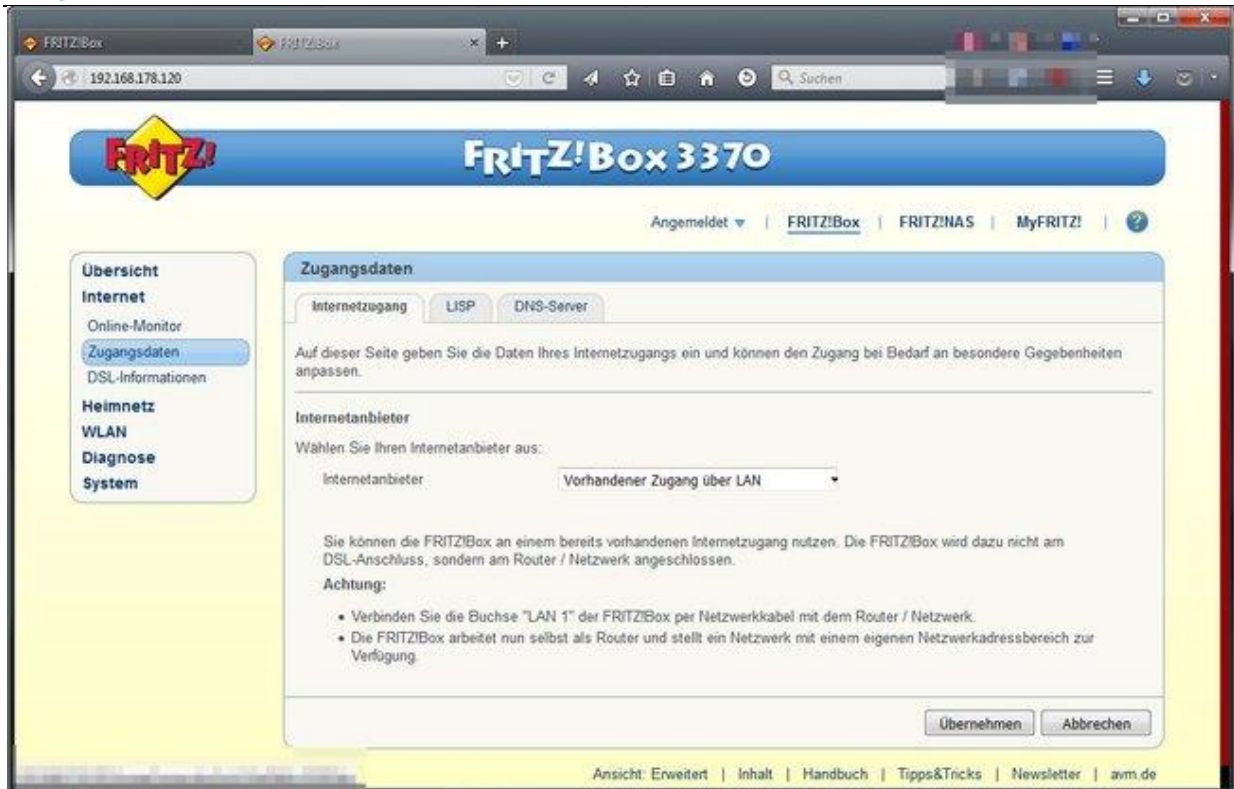 FRITZ!Box
FRITZ!Box
192.168.178.120
Suchen
FRITZ!
FRITZ!Box 3370
Angemeldet | FRITZ!Box | FRITZ!NAS | MyFRITZ! | ?
Übersicht
Internet
Online-Monitor
Zugangsdaten
DSL-Informationen
Heimnetz
WLAN
Diagnose
System
Zugangsdaten
Internetzugang
LISP
DNS-Server
Auf dieser Seite geben Sie die Daten Ihres Internetzugangs ein und können den Zugang bei Bedarf an besondere Gegebenheiten
anpassen.
Internetanbieter
Wählen Sie Ihren Internetanbieter aus:
Internetanbieter
Vorhandener Zugang über LAN
Sie können die FRITZ!Box an einem bereits vorhandenen Internetzugang nutzen. Die FRITZ!Box wird dazu nicht am
DSL-Anschluss, sondern am Router / Netzwerk angeschlossen.
Achtung:
• Verbinden Sie die Buchse "LAN 1" der FRITZ!Box per Netzwerkkabel mit dem Router / Netzwerk.
• Die FRITZ!Box arbeitet nun selbst als Router und stellt ein Netzwerk mit einem eigenen Netzwerkadressbereich zur
Verfügung.
Übernehmen
Abbrechen
Ansicht: Erweitert | Inhalt | Handbuch | Tipps&Tricks | Newsletter | avm.de